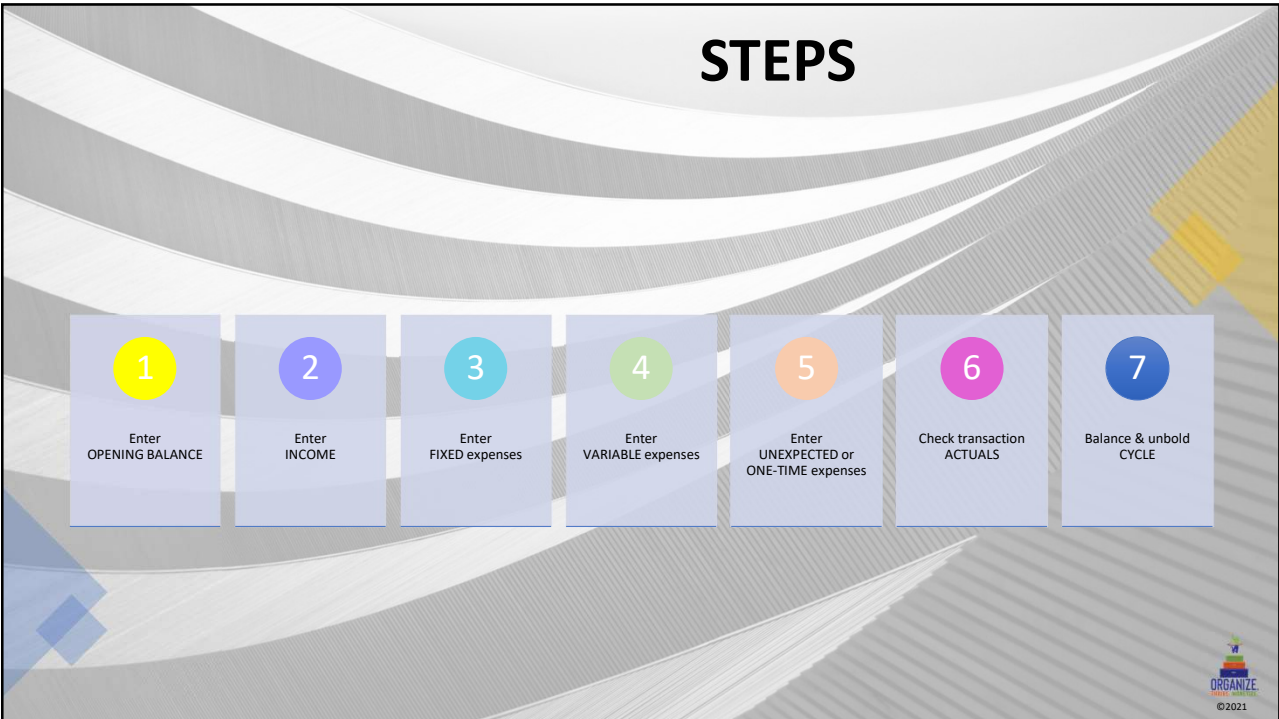 STEPS
1
Enter
OPENING BALANCE
2
Enter
INCOME
3
Enter
FIXED expenses
4
Enter
VARIABLE expenses
5
Enter
UNEXPECTED or
ONE-TIME expenses
6
Check transaction
ACTUALS
7
Balance & unbold
CYCLE
ORGANIZE.
©2021